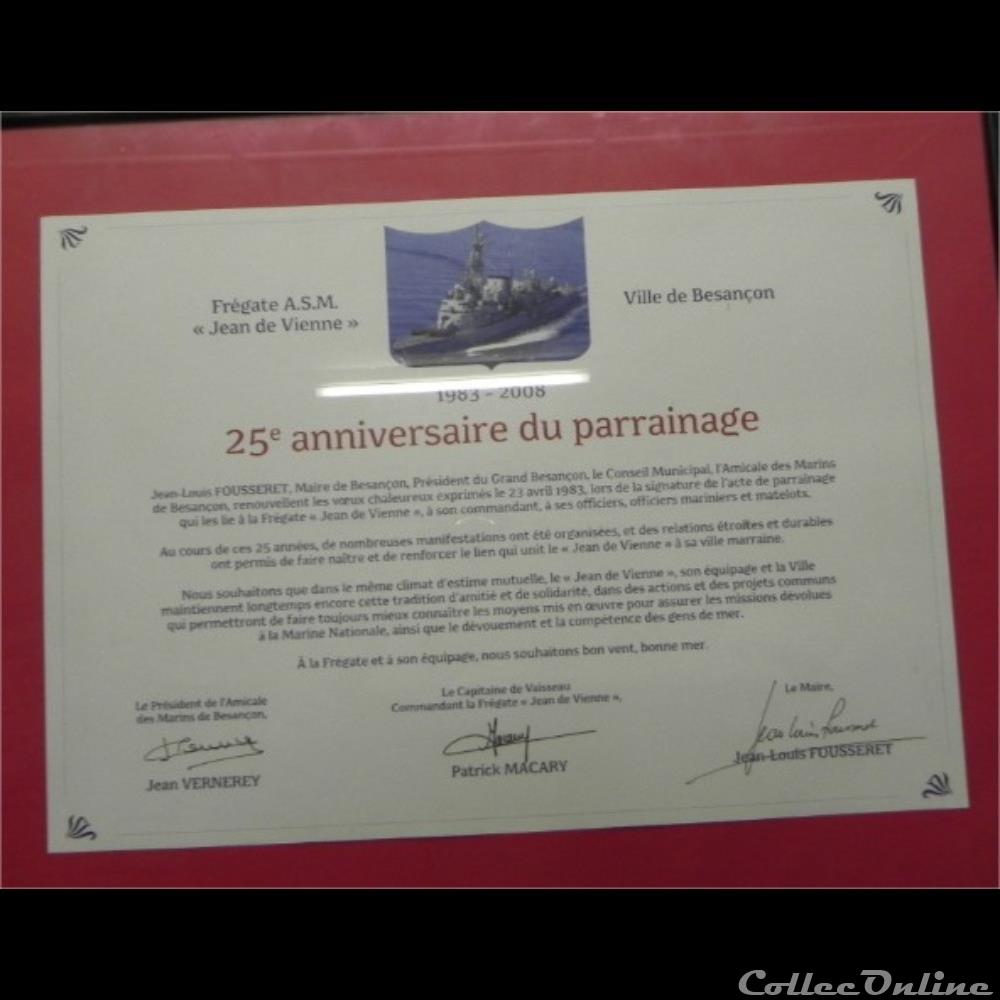 Frégate A.S.M.
« Jean de Vienne »
Ville de Besançon
1983 - 2008
25e anniversaire du parrainage
Jean-Louis FOUSSERET, Maire de Besançon, Président du Grand Besançon, le Conseil Municipal, l'Amicale des Marins
de Besançon, renouvellent les vœux chaleureux exprimés le 23 avril 1983, lors de la signature de l'acte de parrainage
qui les lie à la Frégate « Jean de Vienne », à son commandant, à ses officiers, officiers mariniers et matelots.
Au cours de ces 25 années, de nombreuses manifestations ont été organisées, et des relations étroites et durables
ont permis de faire naître et de renforcer le lien qui unit le « Jean de Vienne » à sa ville marraine.
Nous souhaitons que dans le même climat d'estime mutuelle, le « Jean de Vienne », son équipage et la Ville
maintiennent longtemps encore cette tradition d'amitié et de solidarité, dans des actions et des projets communs
qui permettront de faire toujours mieux connaître les moyens mis en œuvre pour assurer les missions dévolues
à la Marine Nationale, ainsi que le dévouement et la compétence des gens de mer.
À la Frégate et à son équipage, nous souhaitons bon vent, bonne mer.
Le Président de l'Amicale
des Marins de Besançon,
Jean VERNEREY
Le Capitaine de Vaisseau
Commandant la Frégate « Jean de Vienne »,
Macary
Patrick MACARY
Le Maire,
Jean Louis Fousseret
Jean-Louis FOUSSERET
CollecOnline